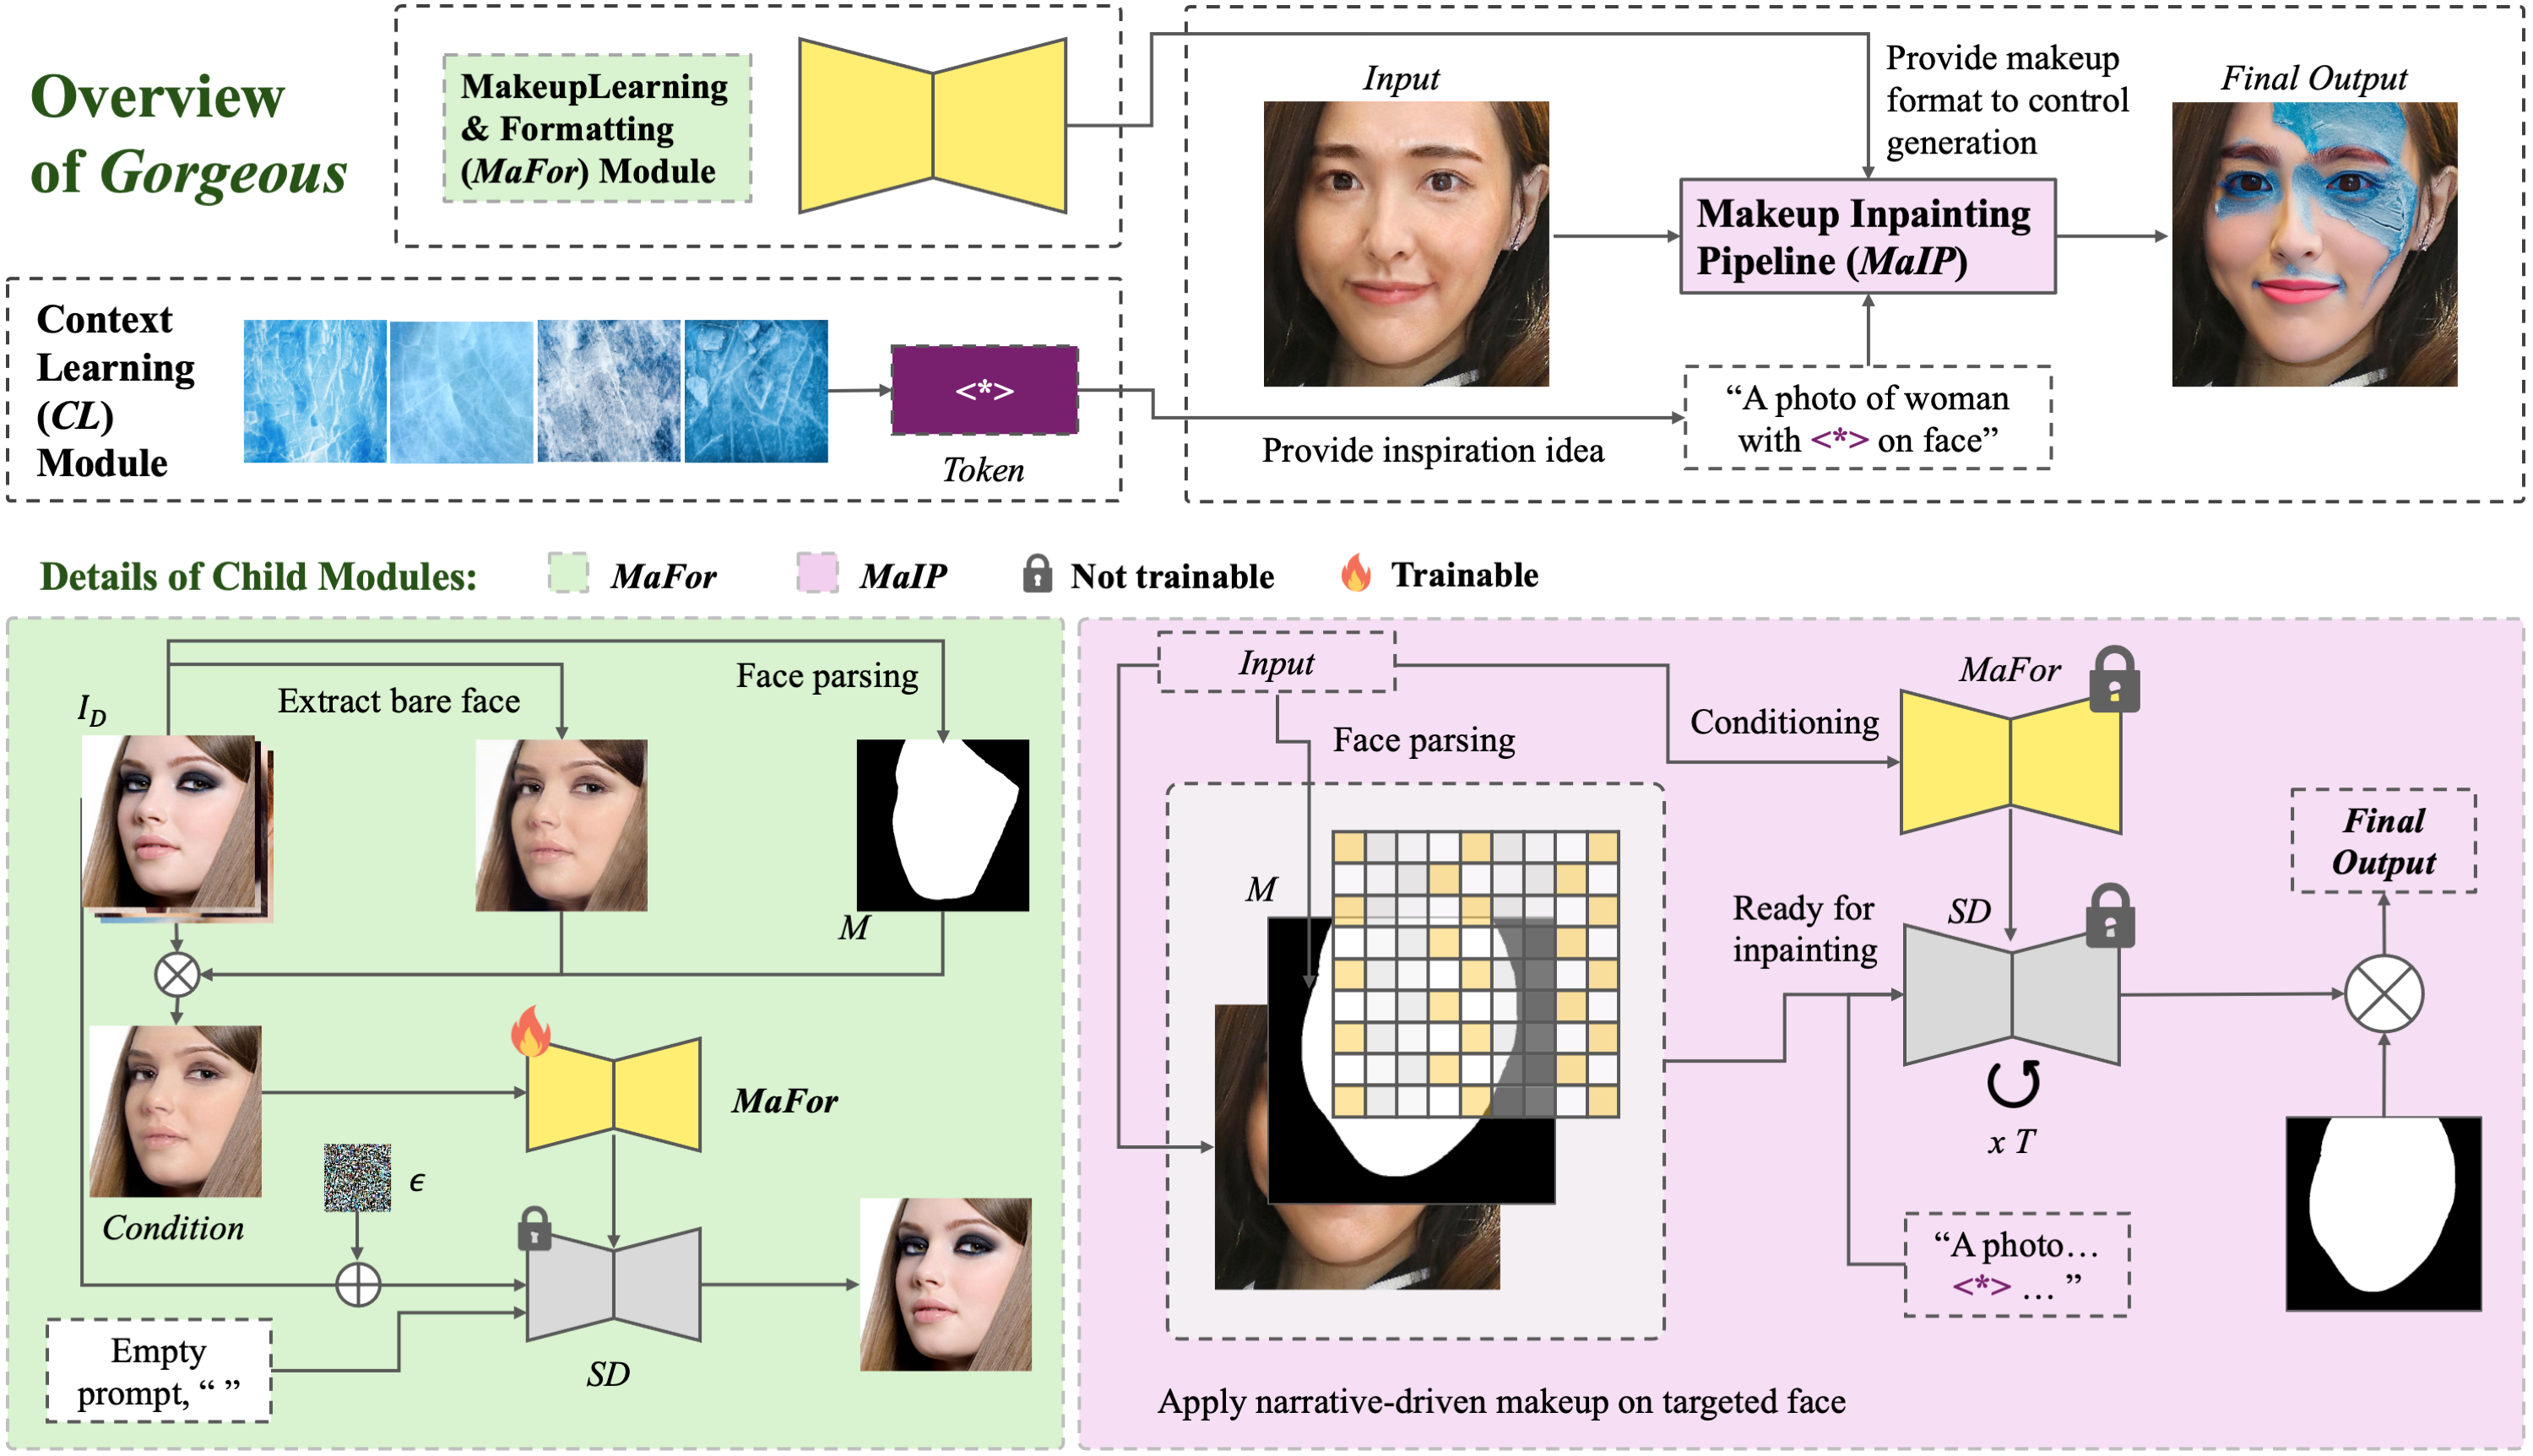 Overview
of Gorgeous
MakeupLearning
& Formatting
(MaFor) Module
Input
Provide makeup
format to control
generation
Final Output
Makeup Inpainting
Pipeline (MaIP)
Context
Learning
(CL)
Module
<*>
Token
Provide inspiration idea
“A photo of woman
with <*> on face”
Details of Child Modules:
MaFor
MaIP
Not trainable
Trainable
I_D
Extract bare face
Face parsing
M
Condition
ϵ
MaFor
Empty
prompt, “ ”
SD
Input
Face parsing
Conditioning
MaFor
M
Ready for
inpainting
SD
x T
Final
Output
“A photo…
<*> … ”
Apply narrative-driven makeup on targeted face